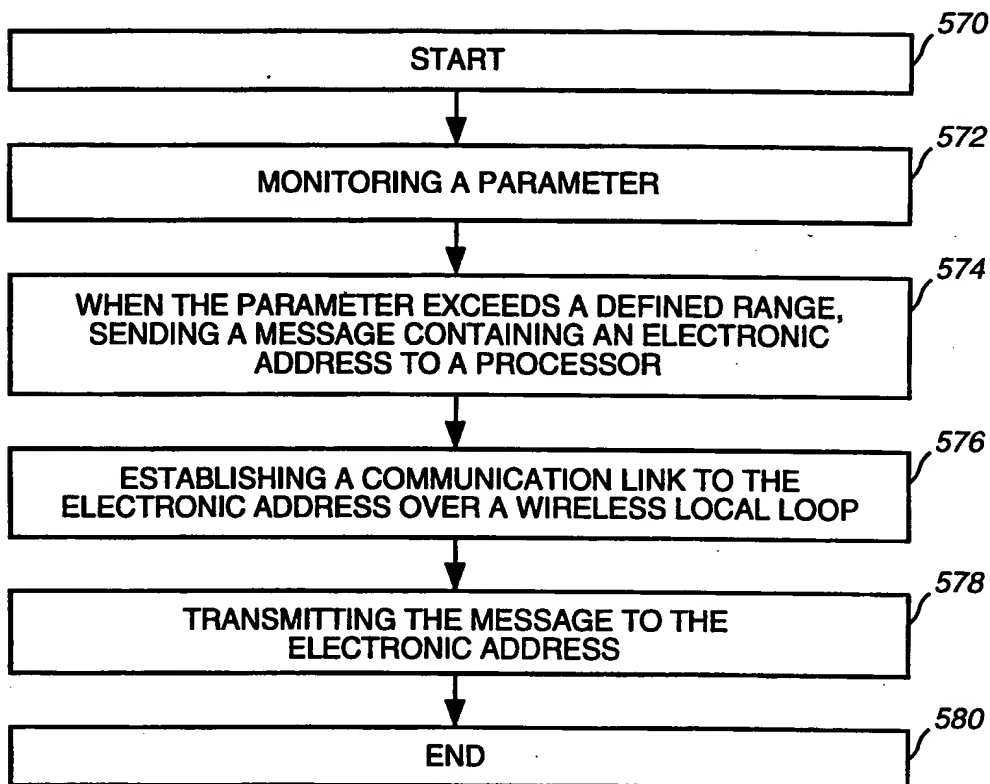 570
START
572
MONITORING A PARAMETER
574
WHEN THE PARAMETER EXCEEDS A DEFINED RANGE,
SENDING A MESSAGE CONTAINING AN ELECTRONIC
ADDRESS TO A PROCESSOR
576
ESTABLISHING A COMMUNICATION LINK TO THE
ELECTRONIC ADDRESS OVER A WIRELESS LOCAL LOOP
578
TRANSMITTING THE MESSAGE TO THE
ELECTRONIC ADDRESS
580
END